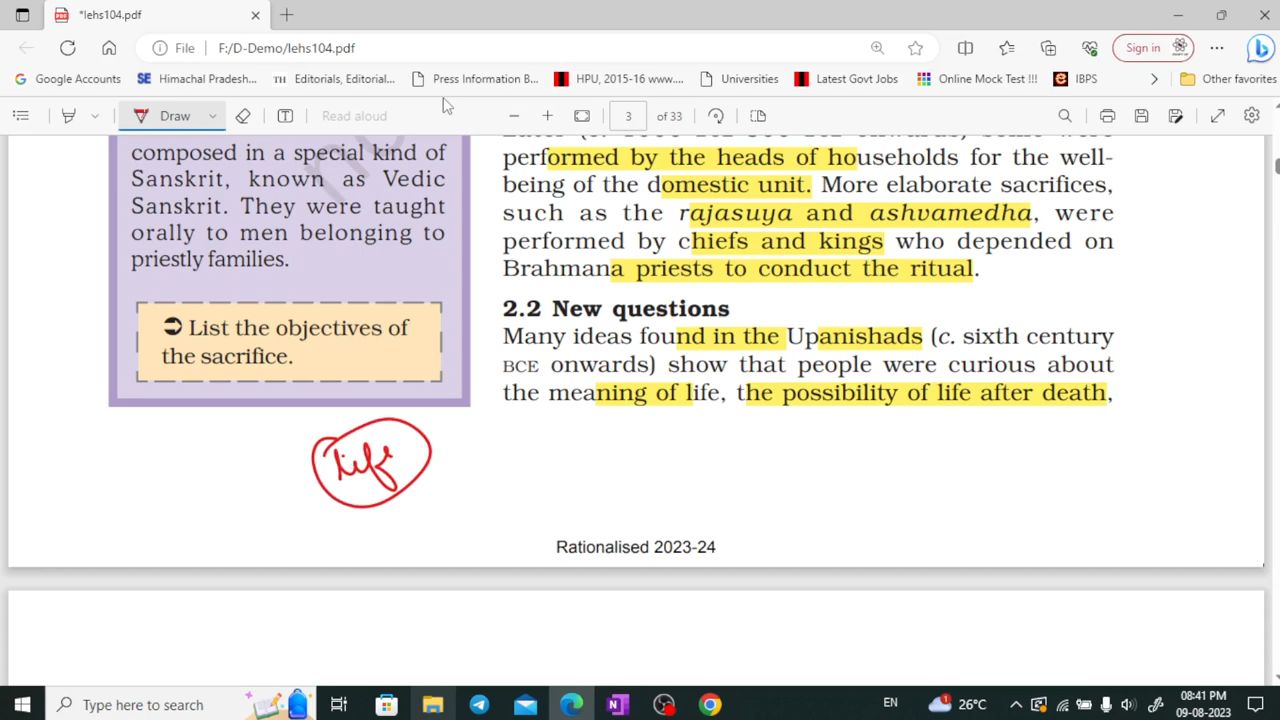 *lehs104.pdf
File F:/D-Demo/lehs104.pdf Sign in
Google Accounts SE Himachal Pradesh... TH Editorials, Editorial... Press Information B... HPU, 2015-16 www.... Universities Latest Govt Jobs Online Mock Test !!! IBPS Other favorites
Draw Read aloud 3 of 33
composed in a special kind of
Sanskrit, known as Vedic
Sanskrit. They were taught
orally to men belonging to
priestly families.
List the objectives of
the sacrifice.
performed by the heads of households for the well-
being of the domestic unit. More elaborate sacrifices,
such as the rajasuya and ashvamedha, were
performed by chiefs and kings who depended on
Brahmana priests to conduct the ritual.
2.2 New questions
Many ideas found in the Upanishads (c. sixth century
BCE onwards) show that people were curious about
the meaning of life, the possibility of life after death,
life
Rationalised 2023-24
Type here to search EN 26°C 08:41 PM
09-08-2023